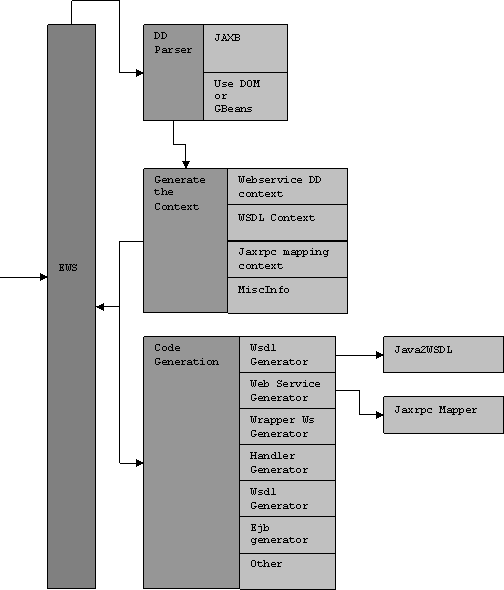 DD
Parser
JAXB
Use DOM
or
GBeans
Generate
the
Context
Webservice DD
context
WSDL Context
Jaxrpc mapping
context
MiscInfo
EWS
Code
Generation
Wsdl
Generator
Web Service
Generator
Wrapper Ws
Generator
Handler
Generator
Wsdl
Generator
Ejb
generator
Other
Java2WSDL
Jaxrpc Mapper